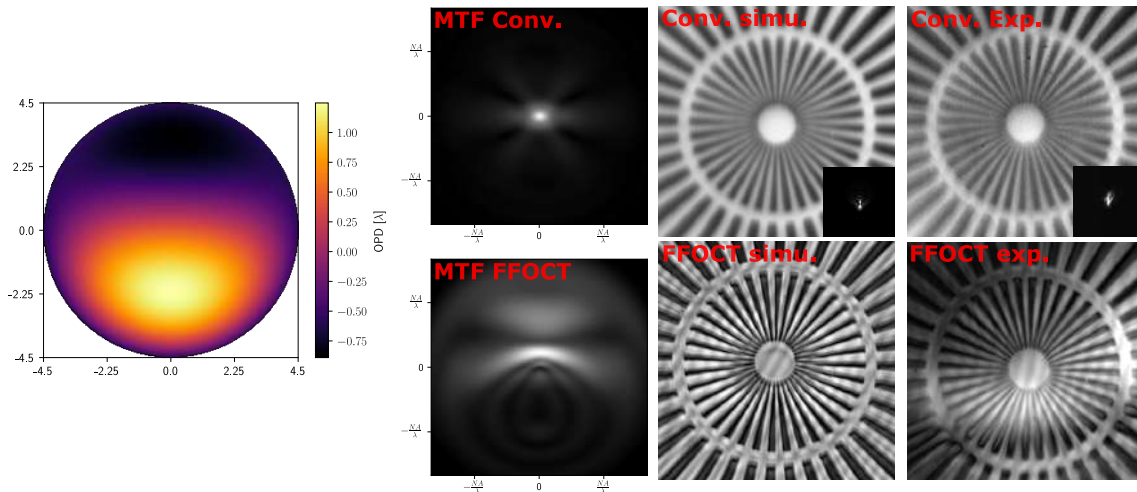 MTF Conv.
Conv. simu.
Conv. Exp.
NA/λ
0
−NA/λ
−NA/λ 0 NA/λ
4.5
2.25
0.0
−2.25
−4.5
−4.5 −2.25 0.0 2.25 4.5
1.00
0.75
0.50
0.25
0.00
−0.25
−0.50
−0.75
OPD [λ]
MTF FFOCT
FFOCT simu.
FFOCT exp.
NA/λ
0
−NA/λ
−NA/λ 0 NA/λ